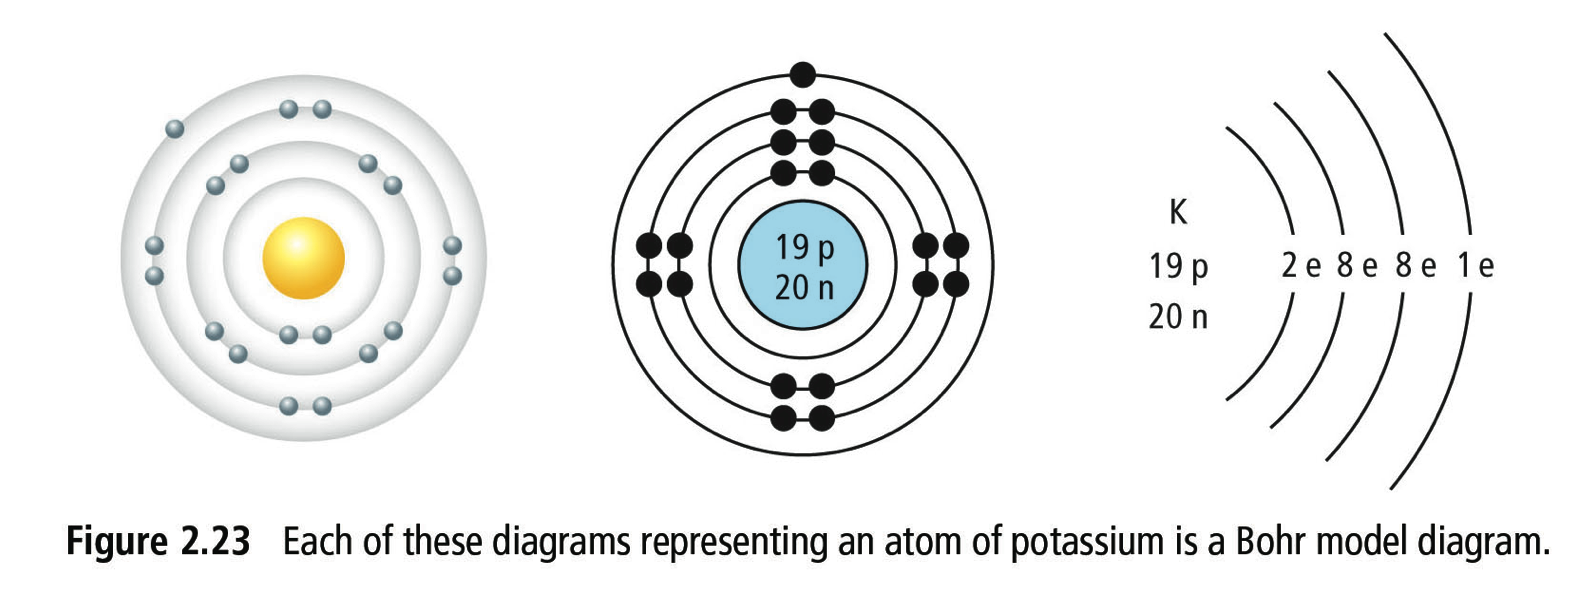 19 p
20 n
K
19 p
20 n
2 e 8 e 8 e 1 e
Figure 2.23 Each of these diagrams representing an atom of potassium is a Bohr model diagram.